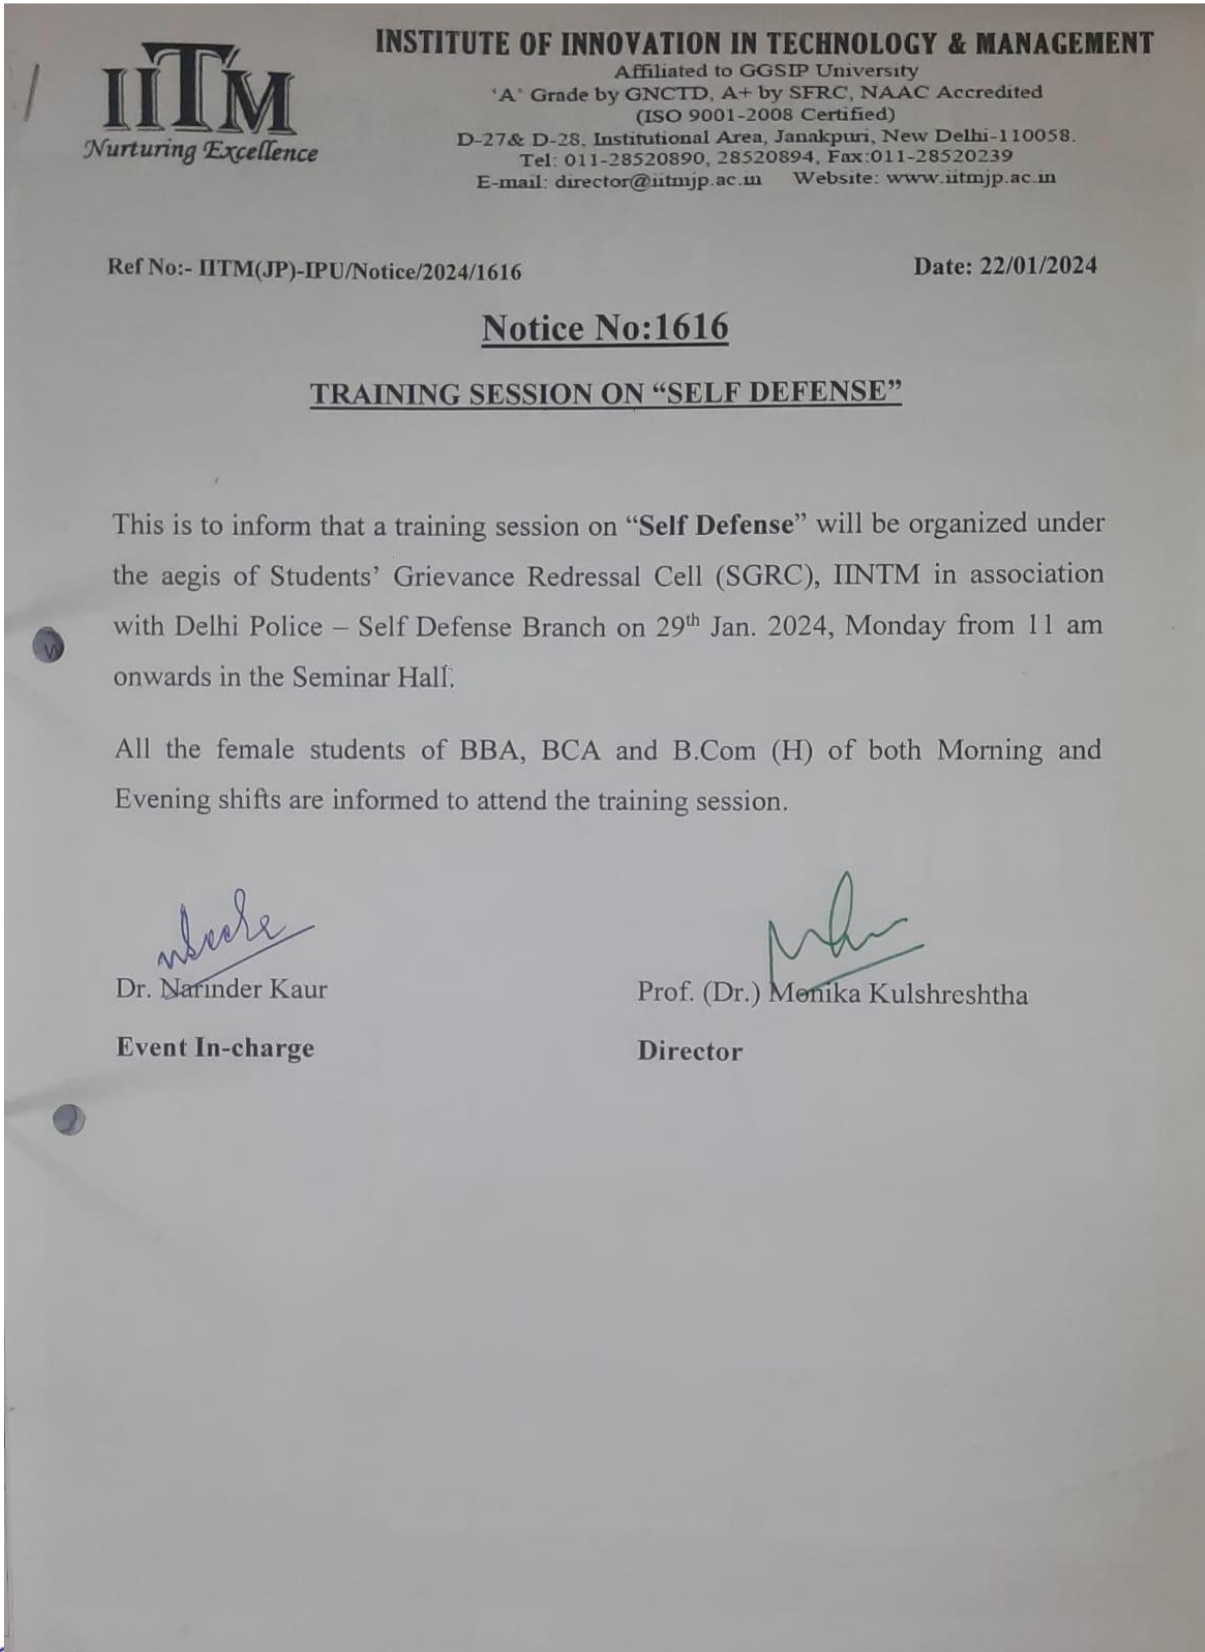 IITM
Nurturing Excellence
INSTITUTE OF INNOVATION IN TECHNOLOGY & MANAGEMENT
Affiliated to GGSIP University
'A' Grade by GNCTD, A+ by SFRC, NAAC Accredited
(ISO 9001-2008 Certified)
D-27& D-28, Institutional Area, Janakpuri, New Delhi-110058.
Tel: 011-28520890, 28520894, Fax:011-28520239
E-mail: director@iitmjp.ac.in Website: www.iitmjp.ac.in
Ref No:- IITM(JP)-IPU/Notice/2024/1616 Date: 22/01/2024
Notice No:1616
TRAINING SESSION ON “SELF DEFENSE”
This is to inform that a training session on “Self Defense” will be organized under
the aegis of Students’ Grievance Redressal Cell (SGRC), IINTM in association
with Delhi Police – Self Defense Branch on 29th Jan. 2024, Monday from 11 am
onwards in the Seminar Hall.
All the female students of BBA, BCA and B.Com (H) of both Morning and
Evening shifts are informed to attend the training session.
Dr. Narinder Kaur Prof. (Dr.) Monika Kulshreshtha
Event In-charge Director